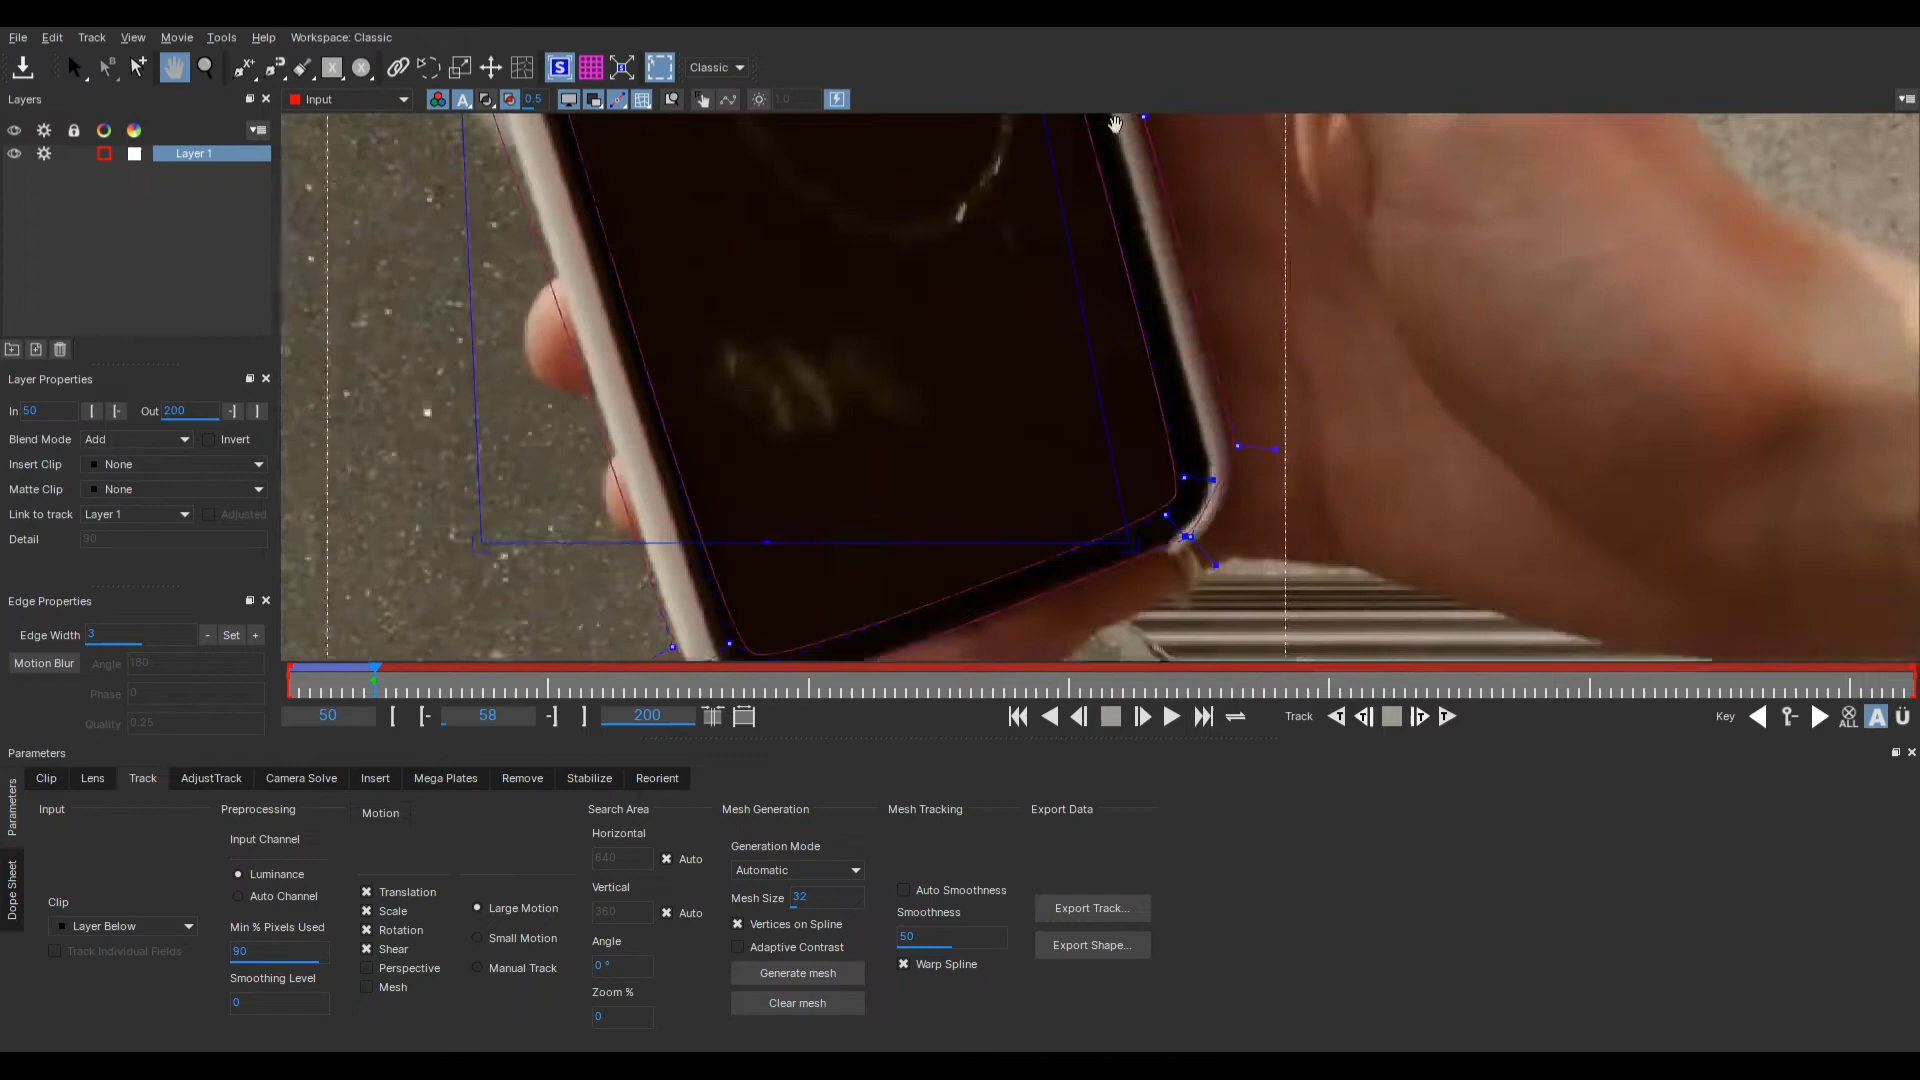 File Edit Track View Movie Tools Help Workspace: Classic
Classic
Layers
Input
0.5
1.0
Layer 1
Layer Properties
In 50 Out 200
Blend Mode Add Invert
Insert Clip None
Matte Clip None
Link to track Layer 1 Adjusted
Detail 90
Edge Properties
Edge Width 3 - Set +
Motion Blur Angle 180
Phase 0
Quality 0.25
50 58 200
Track
Key
ALL
Parameters
Parameters
Dope Sheet
Clip Lens Track AdjustTrack Camera Solve Insert Mega Plates Remove Stabilize Reorient
Input
Clip
Layer Below
Track Individual Fields
Preprocessing
Input Channel
Luminance
Auto Channel
Min % Pixels Used
90
Smoothing Level
0
Motion
Translation
Scale
Rotation
Shear
Perspective
Mesh
Large Motion
Small Motion
Manual Track
Search Area
Horizontal
640 Auto
Vertical
360 Auto
Angle
0 °
Zoom %
0
Mesh Generation
Generation Mode
Automatic
Mesh Size 32
Vertices on Spline
Adaptive Contrast
Generate mesh
Clear mesh
Mesh Tracking
Auto Smoothness
Smoothness
50
Warp Spline
Export Data
Export Track...
Export Shape...